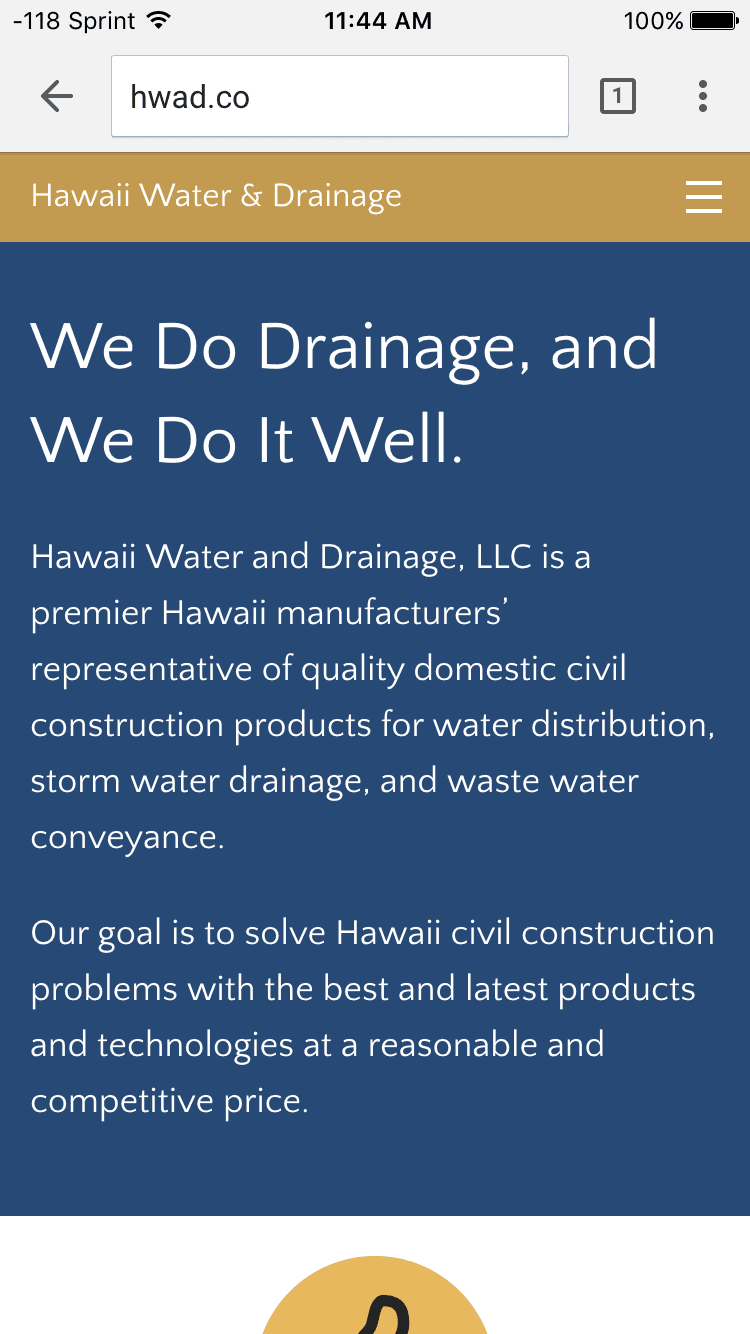 -118 Sprint 11:44 AM 100%
hwad.co 1
Hawaii Water & Drainage
We Do Drainage, and
We Do It Well.
Hawaii Water and Drainage, LLC is a
premier Hawaii manufacturers’
representative of quality domestic civil
construction products for water distribution,
storm water drainage, and waste water
conveyance.
Our goal is to solve Hawaii civil construction
problems with the best and latest products
and technologies at a reasonable and
competitive price.